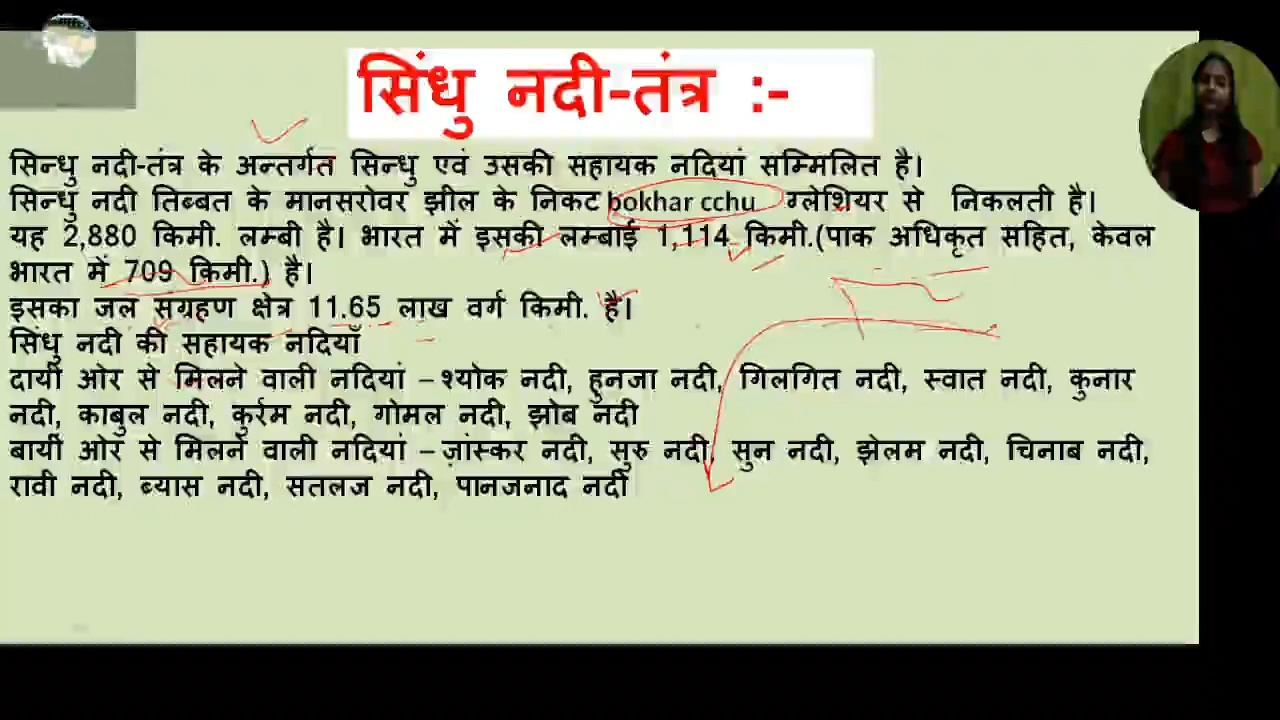 सिंधु नदी-तंत्र :-
सिन्धु नदी-तंत्र के अन्तर्गत सिन्धु एवं उसकी सहायक नदियां सम्मिलित है।
सिन्धु नदी तिब्बत के मानसरोवर झील के निकट bokhar cchu ग्लेशियर से निकलती है।
यह 2,880 किमी. लम्बी है। भारत में इसकी लम्बाई 1,114 किमी.(पाक अधिकृत सहित, केवल
भारत में 709 किमी.) है।
इसका जल संग्रहण क्षेत्र 11.65 लाख वर्ग किमी. है।
सिंधु नदी की सहायक नदियाँ
दायीं ओर से मिलने वाली नदियां – श्योक नदी, हुनजा नदी, गिलगित नदी, स्वात नदी, कुनार
नदी, काबुल नदी, कुर्रम नदी, गोमल नदी, झोब नदी
बायीं ओर से मिलने वाली नदियां – ज़ांस्कर नदी, सुरु नदी, सुन नदी, झेलम नदी, चिनाब नदी,
रावी नदी, ब्यास नदी, सतलज नदी, पानजनाद नदी